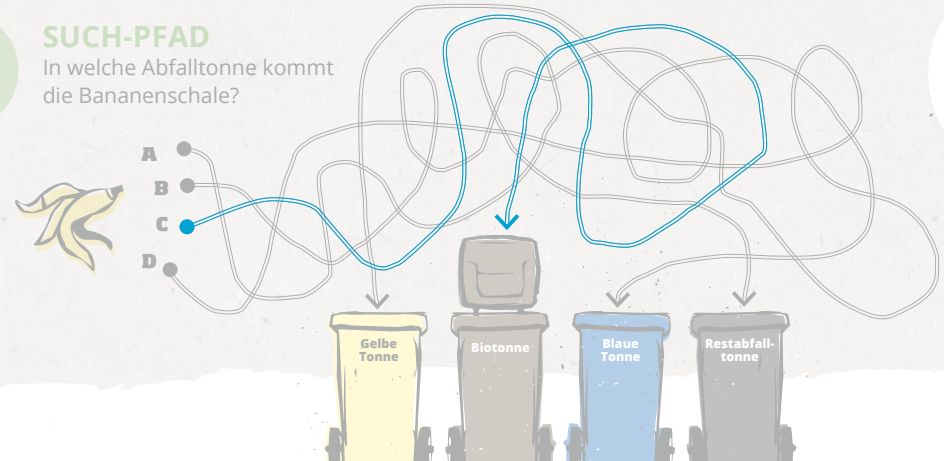 SUCH-PFAD
In welche Abfalltonne kommt
die Bananenschale?
A
B
C
D
Gelbe
Tonne
Biotonne
Blaue
Tonne
Restabfall-
tonne